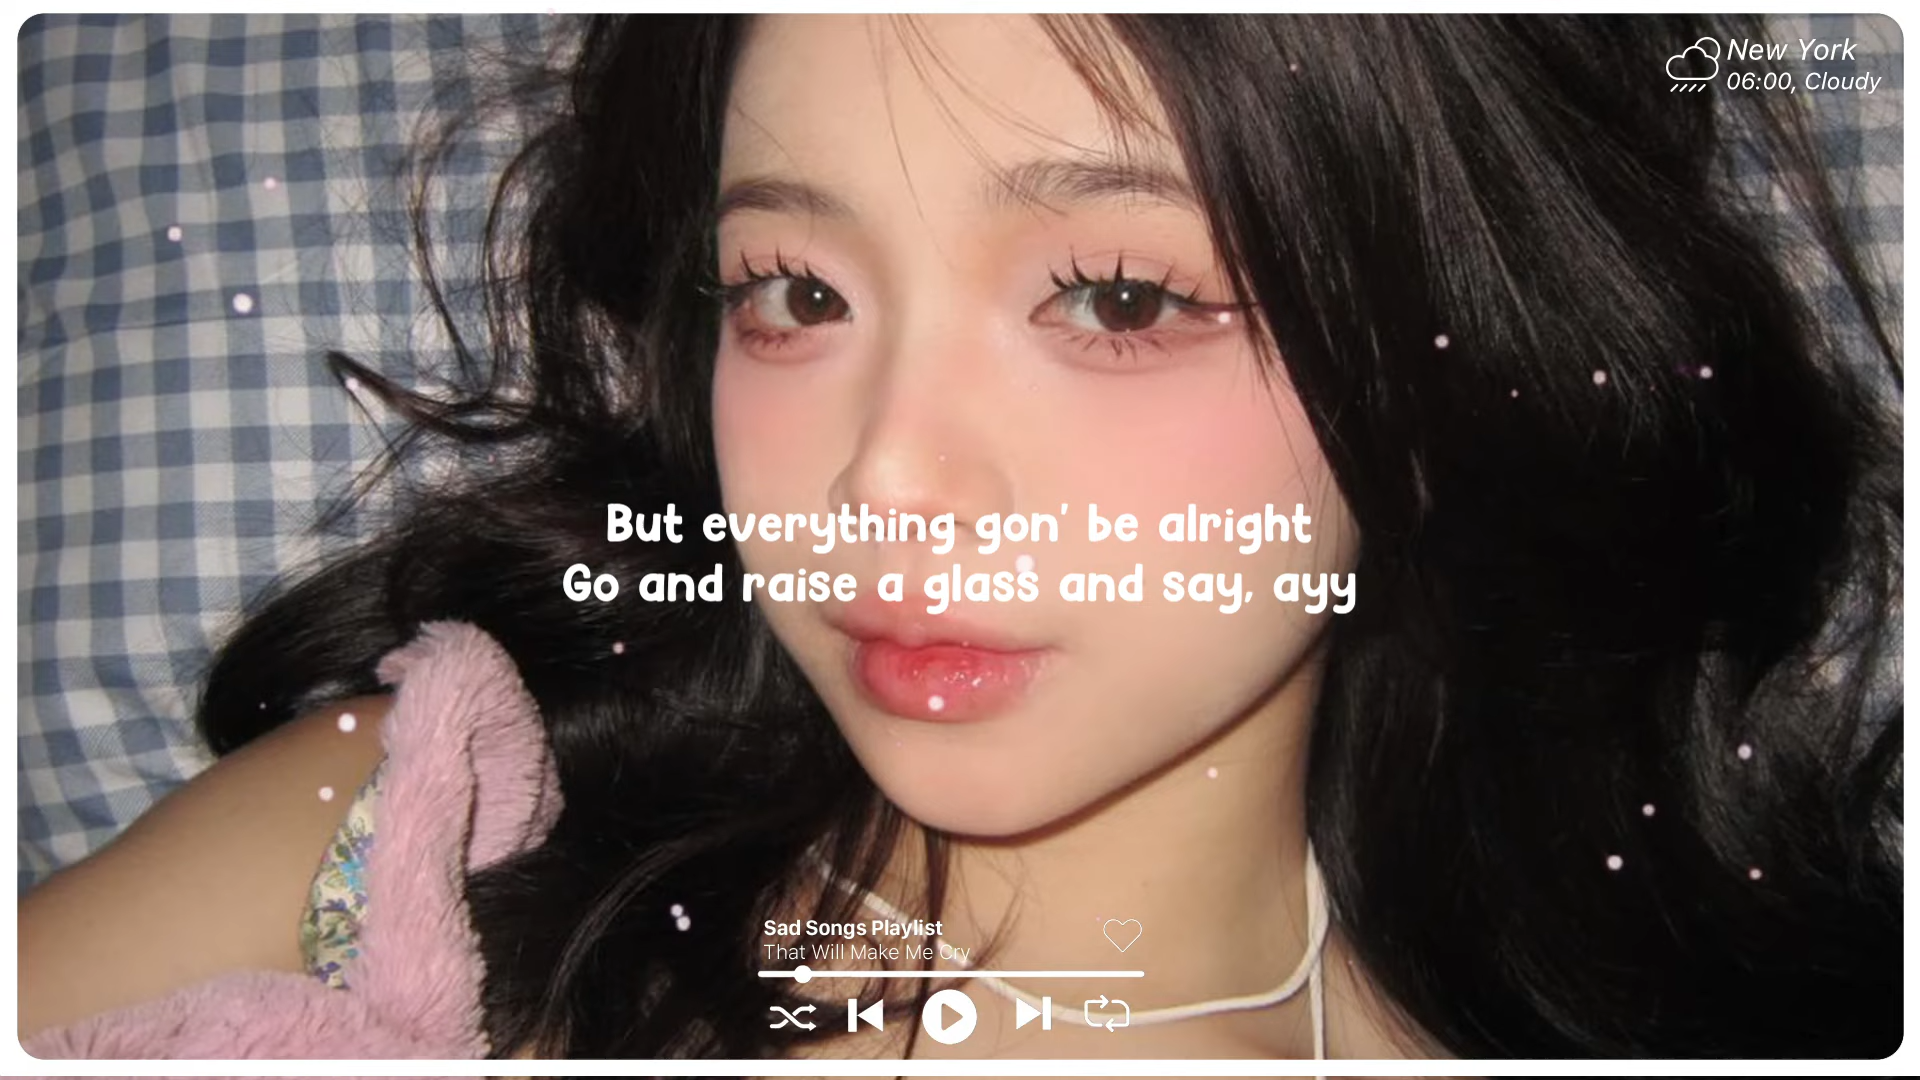 New York
06:00, Cloudy
But everything gon' be alright
Go and raise a glass and say, ayy
Sad Songs Playlist
That Will Make Me Cry